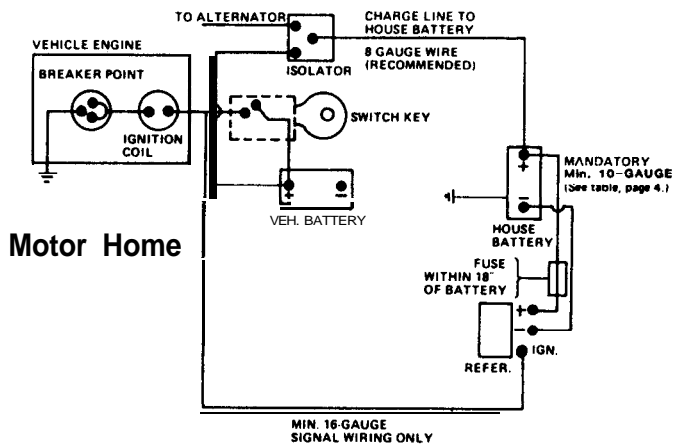 TO ALTERNATOR
CHARGE LINE TO
HOUSE BATTERY
8 GAUGE WIRE
(RECOMMENDED)
VEHICLE ENGINE
ISOLATOR
BREAKER POINT
IGNITION
COIL
SWITCH KEY
+
VEH. BATTERY
Motor Home
+
−
HOUSE
BATTERY
MANDATORY
Min. 10-GAUGE
(See table, page 4.)
FUSE
WITHIN 18"
OF BATTERY
+
−
IGN.
REFER.
MIN. 16-GAUGE
SIGNAL WIRING ONLY